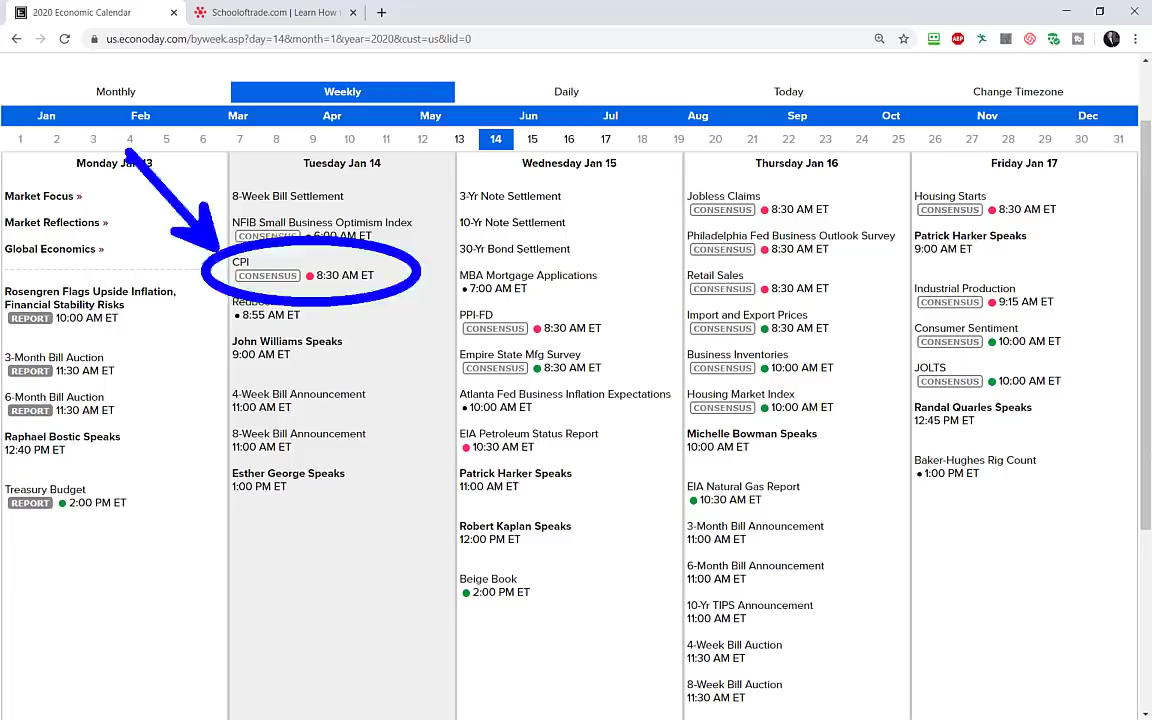 2020 Economic Calendar
Schooloftrade.com | Learn How
us.econoday.com/byweek.asp?day=14&month=1&year=2020&cust=us&lid=0
Monthly Weekly Daily Today Change Timezone
Jan Feb Mar Apr May Jun Jul Aug Sep Oct Nov Dec
1 2 3 4 5 6 7 8 9 10 11 12 13 14 15 16 17 18 19 20 21 22 23 24 25 26 27 28 29 30 31
Monday Jan 13
Market Focus »
Market Reflections »
Global Economics »
Rosengren Flags Upside Inflation,
Financial Stability Risks
REPORT 10:00 AM ET
3-Month Bill Auction
REPORT 11:30 AM ET
6-Month Bill Auction
REPORT 11:30 AM ET
Raphael Bostic Speaks
12:40 PM ET
Treasury Budget
REPORT 2:00 PM ET
Tuesday Jan 14
8-Week Bill Settlement
NFIB Small Business Optimism Index
CONSENSUS 6:00 AM ET
CPI
CONSENSUS 8:30 AM ET
8:55 AM ET
John Williams Speaks
9:00 AM ET
4-Week Bill Announcement
11:00 AM ET
8-Week Bill Announcement
11:00 AM ET
Esther George Speaks
1:00 PM ET
Wednesday Jan 15
3-Yr Note Settlement
10-Yr Note Settlement
30-Yr Bond Settlement
MBA Mortgage Applications
7:00 AM ET
PPI-FD
CONSENSUS 8:30 AM ET
Empire State Mfg Survey
CONSENSUS 8:30 AM ET
Atlanta Fed Business Inflation Expectations
10:00 AM ET
EIA Petroleum Status Report
10:30 AM ET
Patrick Harker Speaks
11:00 AM ET
Robert Kaplan Speaks
12:00 PM ET
Beige Book
2:00 PM ET
Thursday Jan 16
Jobless Claims
CONSENSUS 8:30 AM ET
Philadelphia Fed Business Outlook Survey
CONSENSUS 8:30 AM ET
Retail Sales
CONSENSUS 8:30 AM ET
Import and Export Prices
CONSENSUS 8:30 AM ET
Business Inventories
CONSENSUS 10:00 AM ET
Housing Market Index
CONSENSUS 10:00 AM ET
Michelle Bowman Speaks
10:00 AM ET
EIA Natural Gas Report
10:30 AM ET
3-Month Bill Announcement
11:00 AM ET
6-Month Bill Announcement
11:00 AM ET
10-Yr TIPS Announcement
11:00 AM ET
4-Week Bill Auction
11:30 AM ET
8-Week Bill Auction
11:30 AM ET
Friday Jan 17
Housing Starts
CONSENSUS 8:30 AM ET
Patrick Harker Speaks
9:00 AM ET
Industrial Production
CONSENSUS 9:15 AM ET
Consumer Sentiment
CONSENSUS 10:00 AM ET
JOLTS
CONSENSUS 10:00 AM ET
Randal Quarles Speaks
12:45 PM ET
Baker-Hughes Rig Count
1:00 PM ET